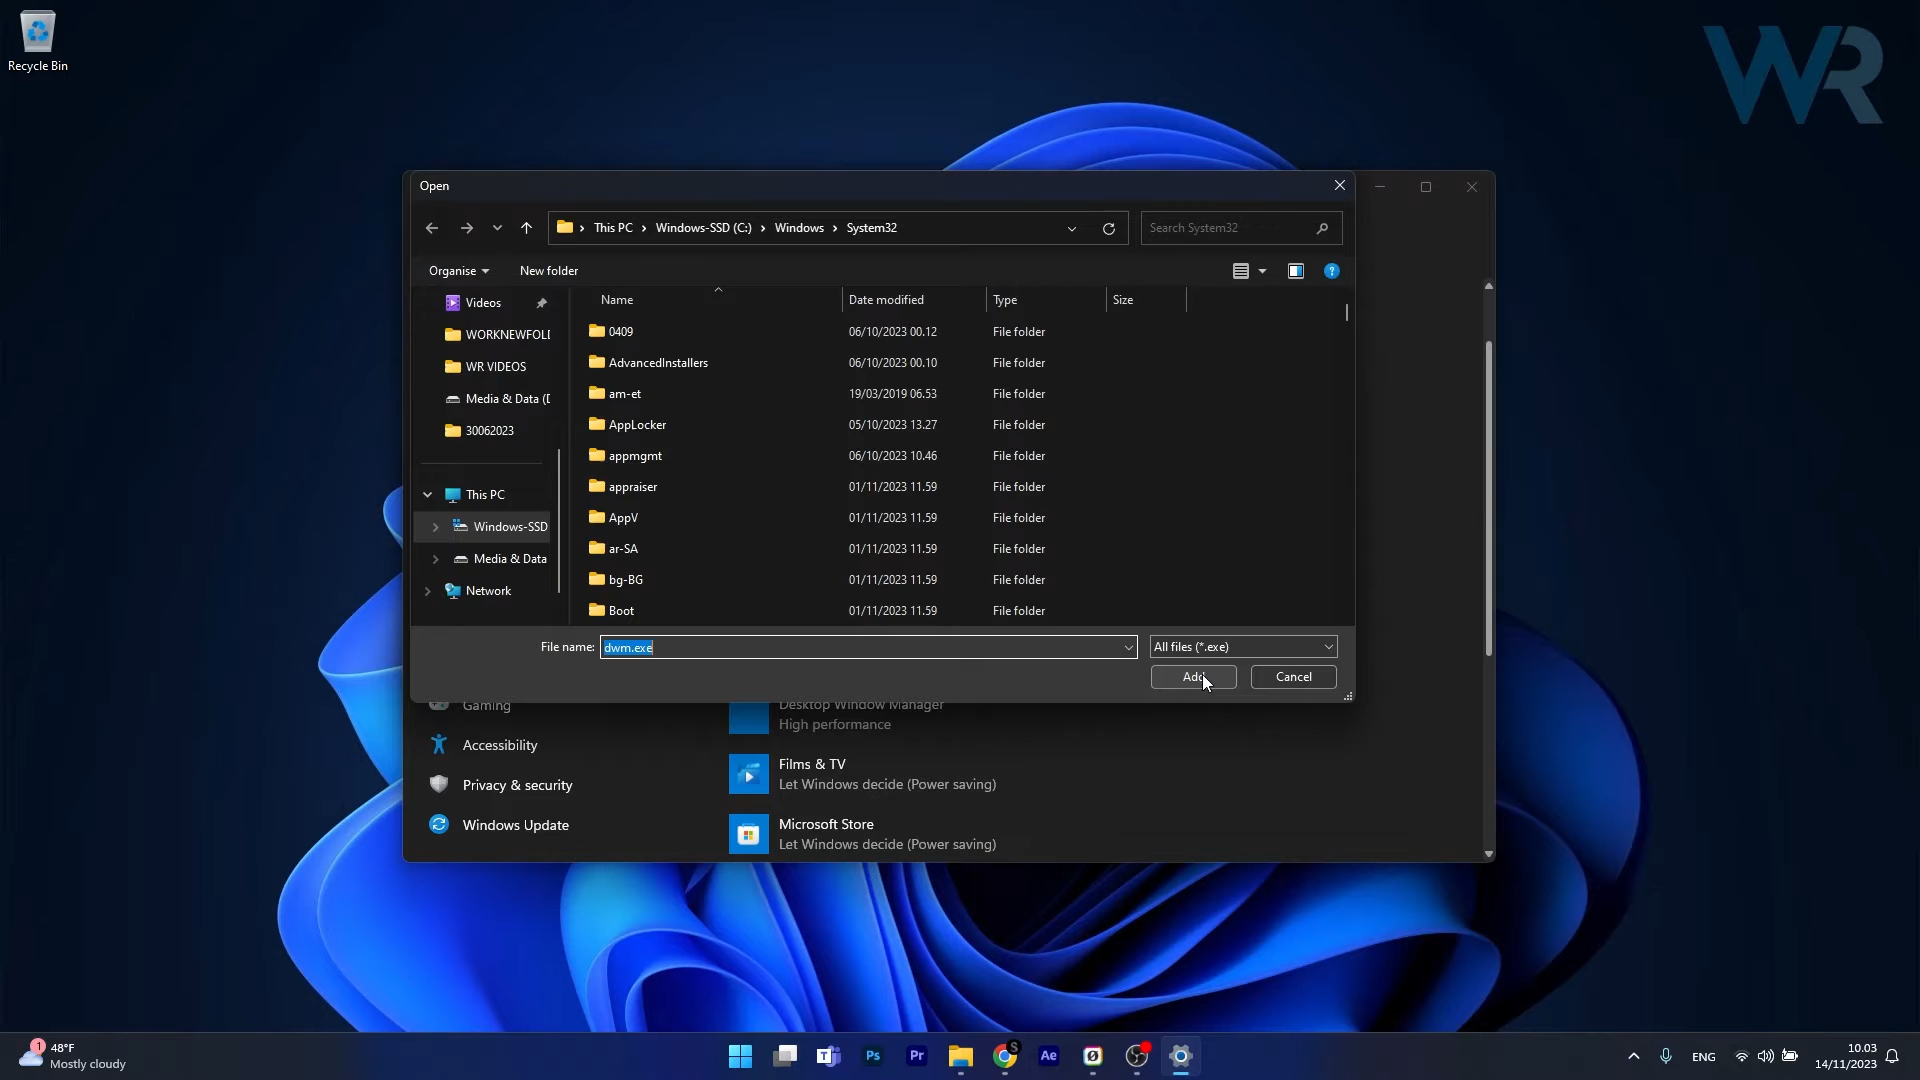 Recycle Bin
WR
Open
This PC > Windows-SSD (C:) > Windows > System32
Search System32
Organise
New folder
Name
Date modified
Type
Size
Videos
WORKNEWFOLI
WR VIDEOS
Media & Data (D
30062023
This PC
Windows-SSD
Media & Data
Network
0409 06/10/2023 00.12 File folder
AdvancedInstallers 06/10/2023 00.10 File folder
am-et 19/03/2019 06.53 File folder
AppLocker 05/10/2023 13.27 File folder
appmgmt 06/10/2023 10.46 File folder
appraiser 01/11/2023 11.59 File folder
AppV 01/11/2023 11.59 File folder
ar-SA 01/11/2023 11.59 File folder
bg-BG 01/11/2023 11.59 File folder
Boot 01/11/2023 11.59 File folder
File name: dwm.exe
All files (*.exe)
Add
Cancel
Gaming
Accessibility
Privacy & security
Windows Update
Desktop Window Manager
High performance
Films & TV
Let Windows decide (Power saving)
Microsoft Store
Let Windows decide (Power saving)
1
48°F
Mostly cloudy
T
Ps
Pr
S
Ae
ENG
10.03
14/11/2023